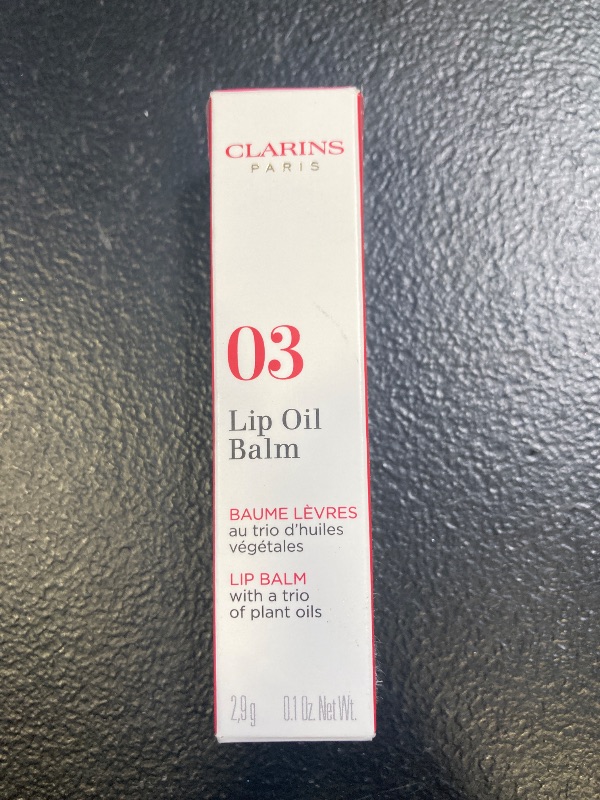 CLARINS
PARIS
03
Lip Oil
Balm
BAUME LÈVRES
au trio d'huiles
végétales
LIP BALM
with a trio
of plant oils
2,9 g 0.1 Oz. Net Wt.